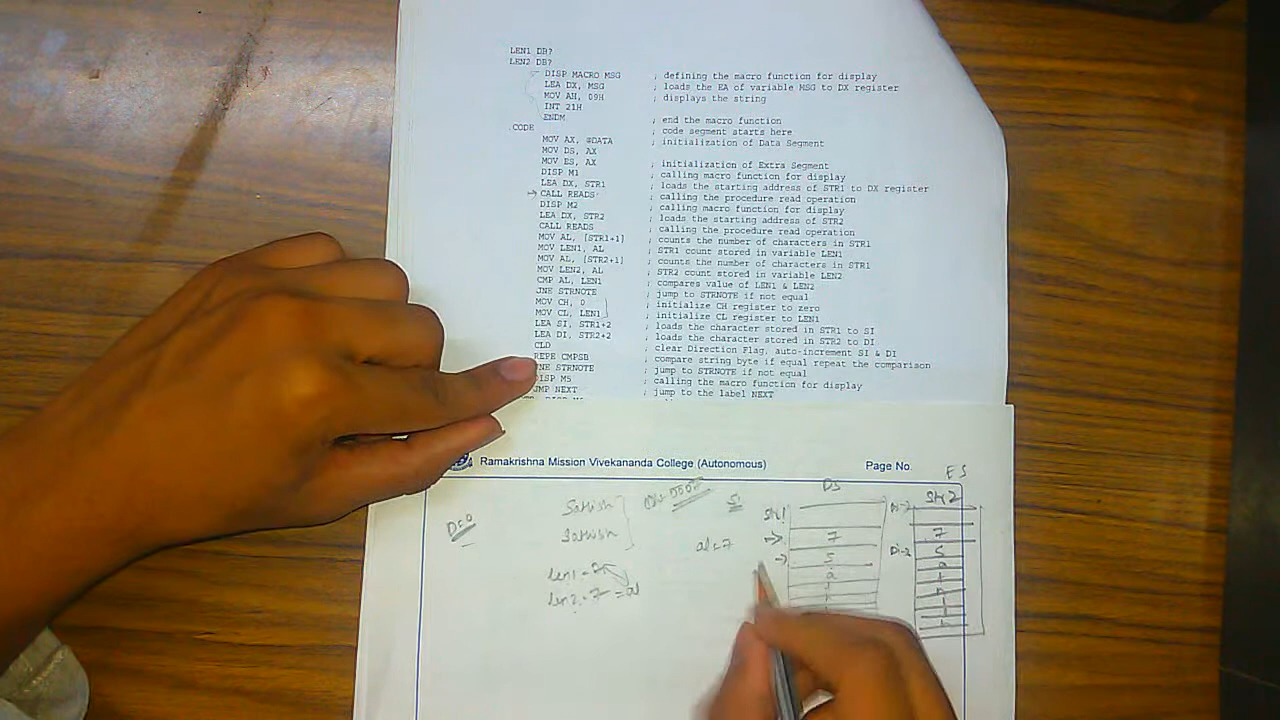 LEN1 DB?
LEN2 DB?
DISP MACRO MSG ; defining the macro function for display
LEA DX, MSG ; loads the EA of variable MSG to DX register
MOV AH, 09H ; displays the string
INT 21H
ENDM ; end the macro function
.CODE ; code segment starts here
MOV AX, @DATA ; initialization of Data Segment
MOV DS, AX
MOV ES, AX ; initialization of Extra Segment
DISP M1 ; calling macro function for display
LEA DX, STR1 ; loads the starting address of STR1 to DX register
CALL READS ; calling the procedure read operation
DISP M2 ; calling macro function for display
LEA DX, STR2 ; loads the starting address of STR2
CALL READS ; calling the procedure read operation
MOV AL, [STR1+1] ; counts the number of characters in STR1
MOV LEN1, AL ; STR1 count stored in variable LEN1
MOV AL, [STR2+1] ; counts the number of characters in STR1
MOV LEN2, AL ; STR2 count stored in variable LEN2
CMP AL, LEN1 ; compares value of LEN1 & LEN2
JNE STRNOTE ; jump to STRNOTE if not equal
MOV CH, 0 ; initialize CH register to zero
MOV CL, LEN1 ; initialize CL register to LEN1
LEA SI, STR1+2 ; loads the character stored in STR1 to SI
LEA DI, STR2+2 ; loads the character stored in STR2 to DI
CLD ; clear Direction Flag, auto-increment SI & DI
REPE CMPSB ; compare string byte if equal repeat the comparison
JNE STRNOTE ; jump to STRNOTE if not equal
DISP M5 ; calling the macro function for display
JMP NEXT ; jump to the label NEXT
Ramakrishna Mission Vivekananda College (Autonomous) Page No.
ES
DS
Str2
Sathish
Str1
D=0
Sathish
7
7
al=7
S
S
a
a
len2 = 7 = al